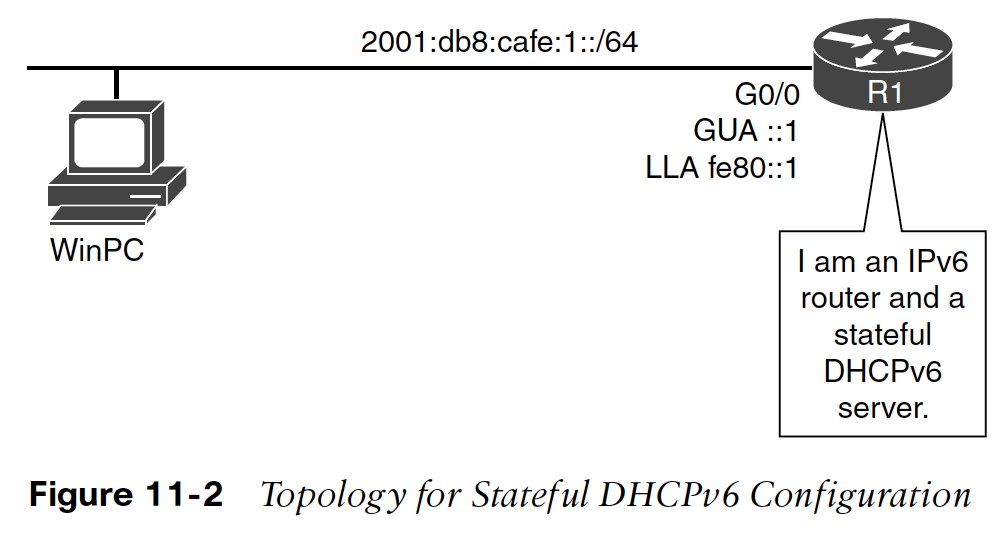 2001:db8:cafe:1::/64
R1
G0/0
GUA ::1
LLA fe80::1
WinPC
I am an IPv6
router and a
stateful
DHCPv6
server.
Figure 11-2 Topology for Stateful DHCPv6 Configuration